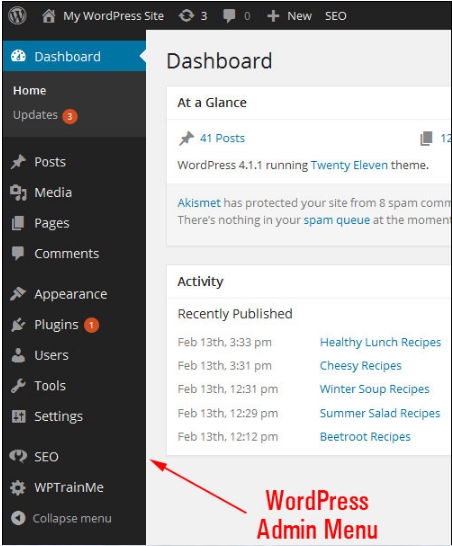 My WordPress Site 3 0 New SEO
Dashboard
Home
Updates 3
Posts
Media
Pages
Comments
Appearance
Plugins 1
Users
Tools
Settings
SEO
WPTrainMe
Collapse menu
Dashboard
At a Glance
41 Posts 12
WordPress 4.1.1 running Twenty Eleven theme.
Akismet has protected your site from 8 spam comm
There's nothing in your spam queue at the moment
Activity
Recently Published
Feb 13th, 3:33 pm Healthy Lunch Recipes
Feb 13th, 3:31 pm Cheesy Recipes
Feb 13th, 12:31 pm Winter Soup Recipes
Feb 13th, 12:29 pm Summer Salad Recipes
Feb 13th, 12:12 pm Beetroot Recipes
WordPress
Admin Menu